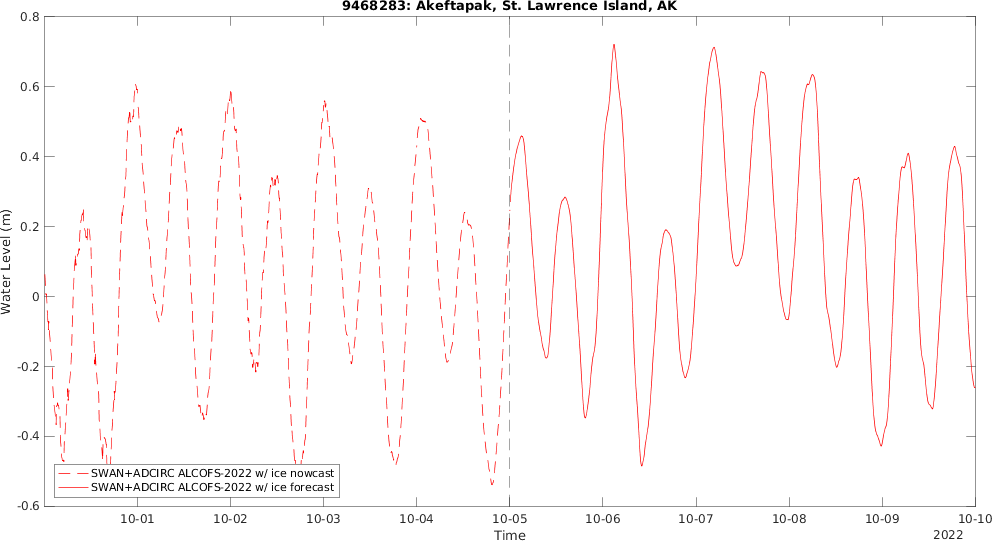 9468283: Akeftapak, St. Lawrence Island, AK
0.8
0.6
0.4
0.2
0
-0.2
-0.4
-0.6
Water Level (m)
SWAN+ADCIRC ALCOFS-2022 w/ ice nowcast
SWAN+ADCIRC ALCOFS-2022 w/ ice forecast
10-01 10-02 10-03 10-04 10-05 10-06 10-07 10-08 10-09 10-10
Time
2022